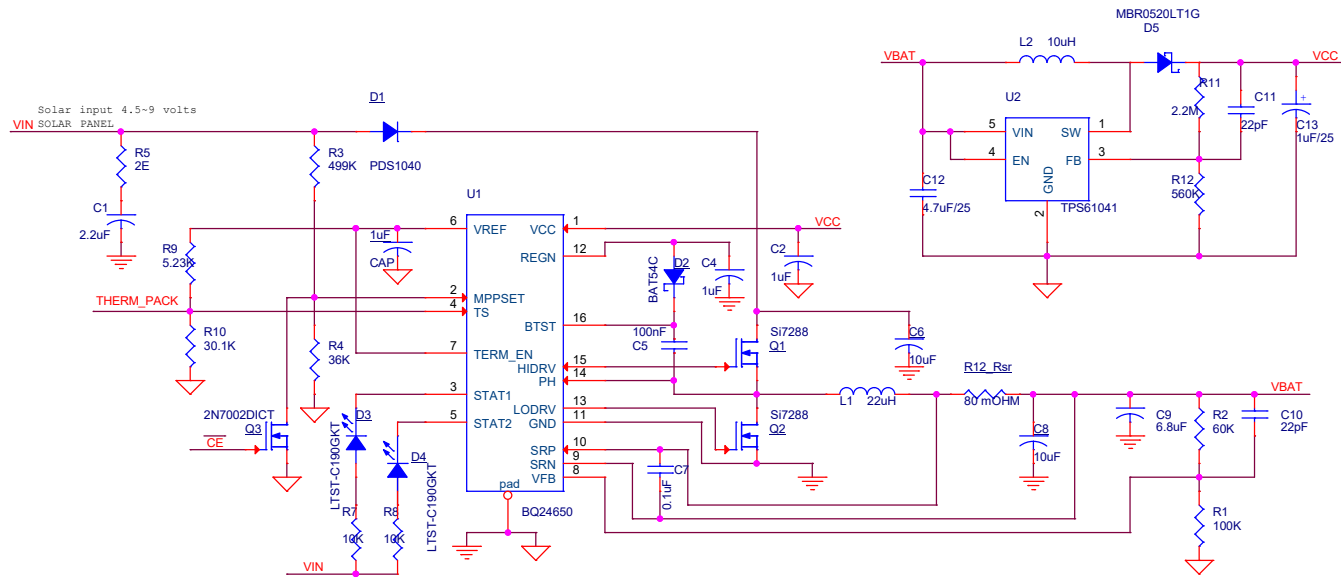 MBR0520LT1G
D5
L2 10uH
VBAT
VCC
R11
2.2M
C11
22pF
C13
1uF/25
+
U2
5 VIN SW 1
4 EN FB 3
GND
2
TPS61041
C12
4.7uF/25
R12
560K
Solar input 4.5~9 volts
SOLAR PANEL
VIN
D1
PDS1040
R5
2E
R3
499K
C1
2.2uF
R9
5.23K
1uF
CAP
THERM_PACK
R10
30.1K
R4
36K
2N7002DICT
Q3
CE
D3
LTST-C190GKT
D4
LTST-C190GKT
R7
10K
R8
10K
VIN
U1
6 VREF
2 MPPSET
4 TS
7 TERM_EN
3 STAT1
5 STAT2
VCC 1
REGN 12
BTST 16
HIDRV 15
PH 14
LODRV 13
GND 11
SRP 10
SRN 9
VFB 8
pad
BQ24650
VCC
D2
BAT54C
C4
1uF
C2
1uF
100nF
C5
Si7288
Q1
C6
10uF
L1 22uH
R12_Rsr
80 mOHM
VBAT
Si7288
Q2
C7
0.1uF
C8
10uF
C9
6.8uF
R2
60K
C10
22pF
R1
100K